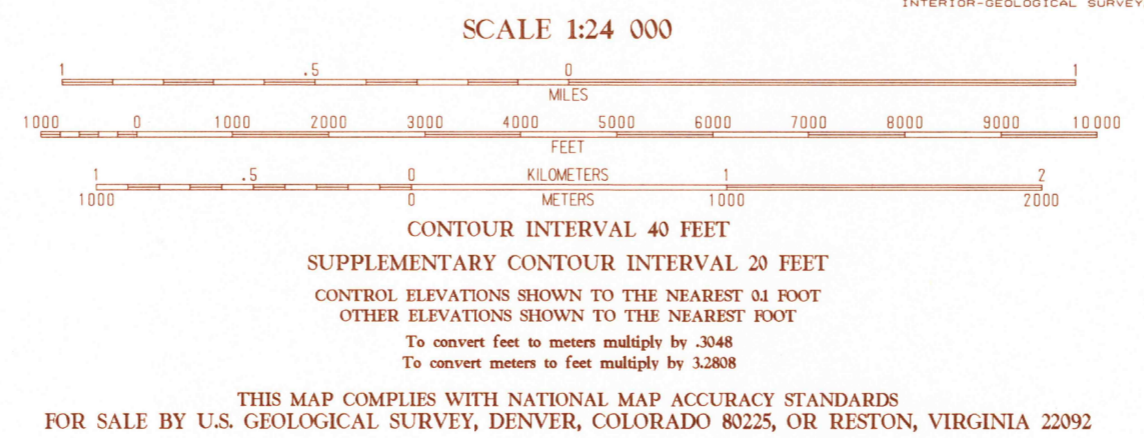 INTERIOR-GEOLOGICAL SURVEY
SCALE 1:24 000
1 .5 0 1
MILES
1000 0 1000 2000 3000 4000 5000 6000 7000 8000 9000 10 000
FEET
1 .5 0 KILOMETERS 1 2
1000 0 METERS 1000 2000
CONTOUR INTERVAL 40 FEET
SUPPLEMENTARY CONTOUR INTERVAL 20 FEET
CONTROL ELEVATIONS SHOWN TO THE NEAREST 0.1 FOOT
OTHER ELEVATIONS SHOWN TO THE NEAREST FOOT
To convert feet to meters multiply by .3048
To convert meters to feet multiply by 3.2808
THIS MAP COMPLIES WITH NATIONAL MAP ACCURACY STANDARDS
FOR SALE BY U.S. GEOLOGICAL SURVEY, DENVER, COLORADO 80225, OR RESTON, VIRGINIA 22092